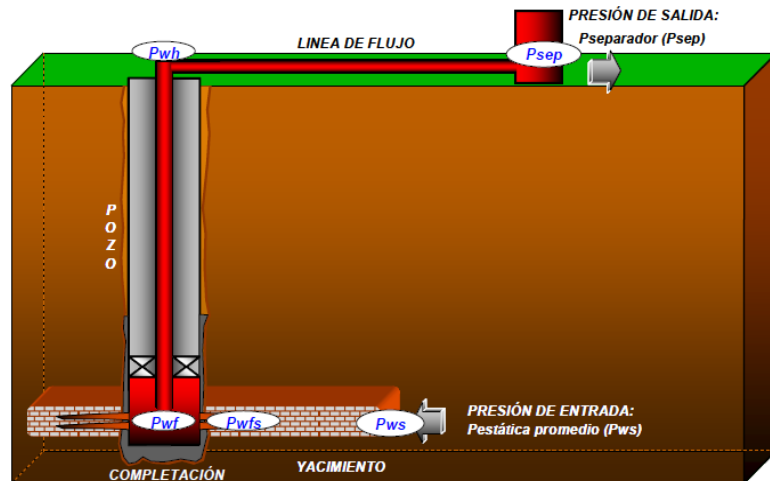 PRESIÓN DE SALIDA:
Pseparador (Psep)
Pwh
LINEA DE FLUJO
Psep
P
O
Z
O
Pwf
Pwfs
Pws
PRESIÓN DE ENTRADA:
Pestática promedio (Pws)
COMPLETACIÓN
YACIMIENTO